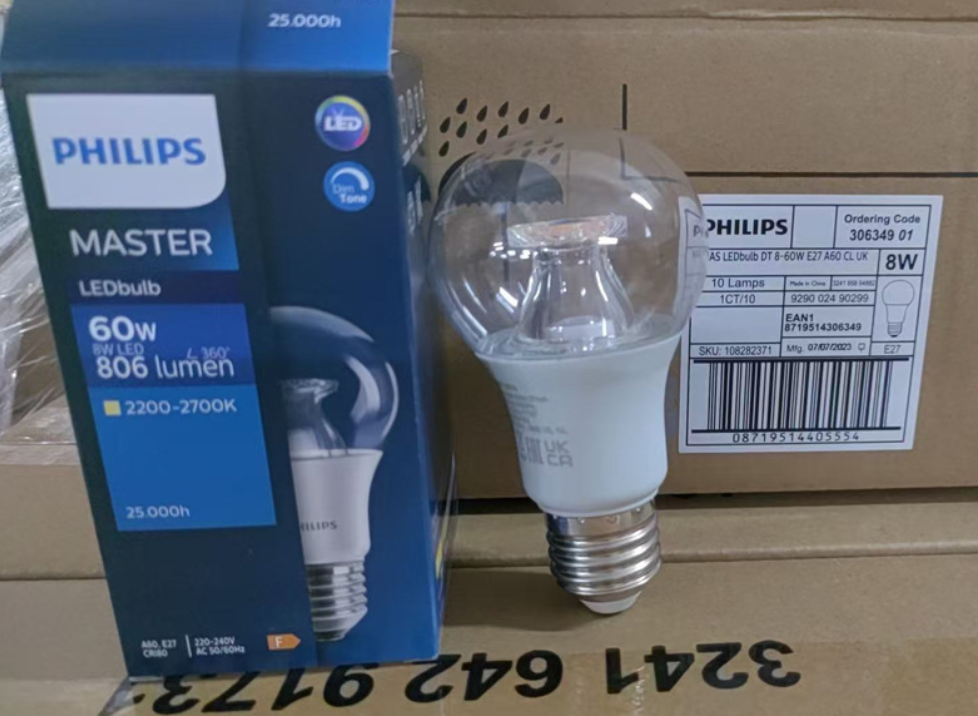 25.000h
PHILIPS
LED
Dim
Tone
MASTER
LEDbulb
60W
8W LED
806 lumen
360°
2200-2700K
25.000h
HILIPS
A60, E27
CRI80
220-240V
AC 50/60Hz
F
UK
CA
PHILIPS
Ordering Code
306349 01
AS LEDbulb DT 8-60W E27 A60 CL UK
8W
10 Lamps
Made in China
1CT/10
9290 024 90299
EAN1
8719514306349
SKU: 108282371
Mfg. 07/07/2023
E27
08719514405554
3241 642 9173